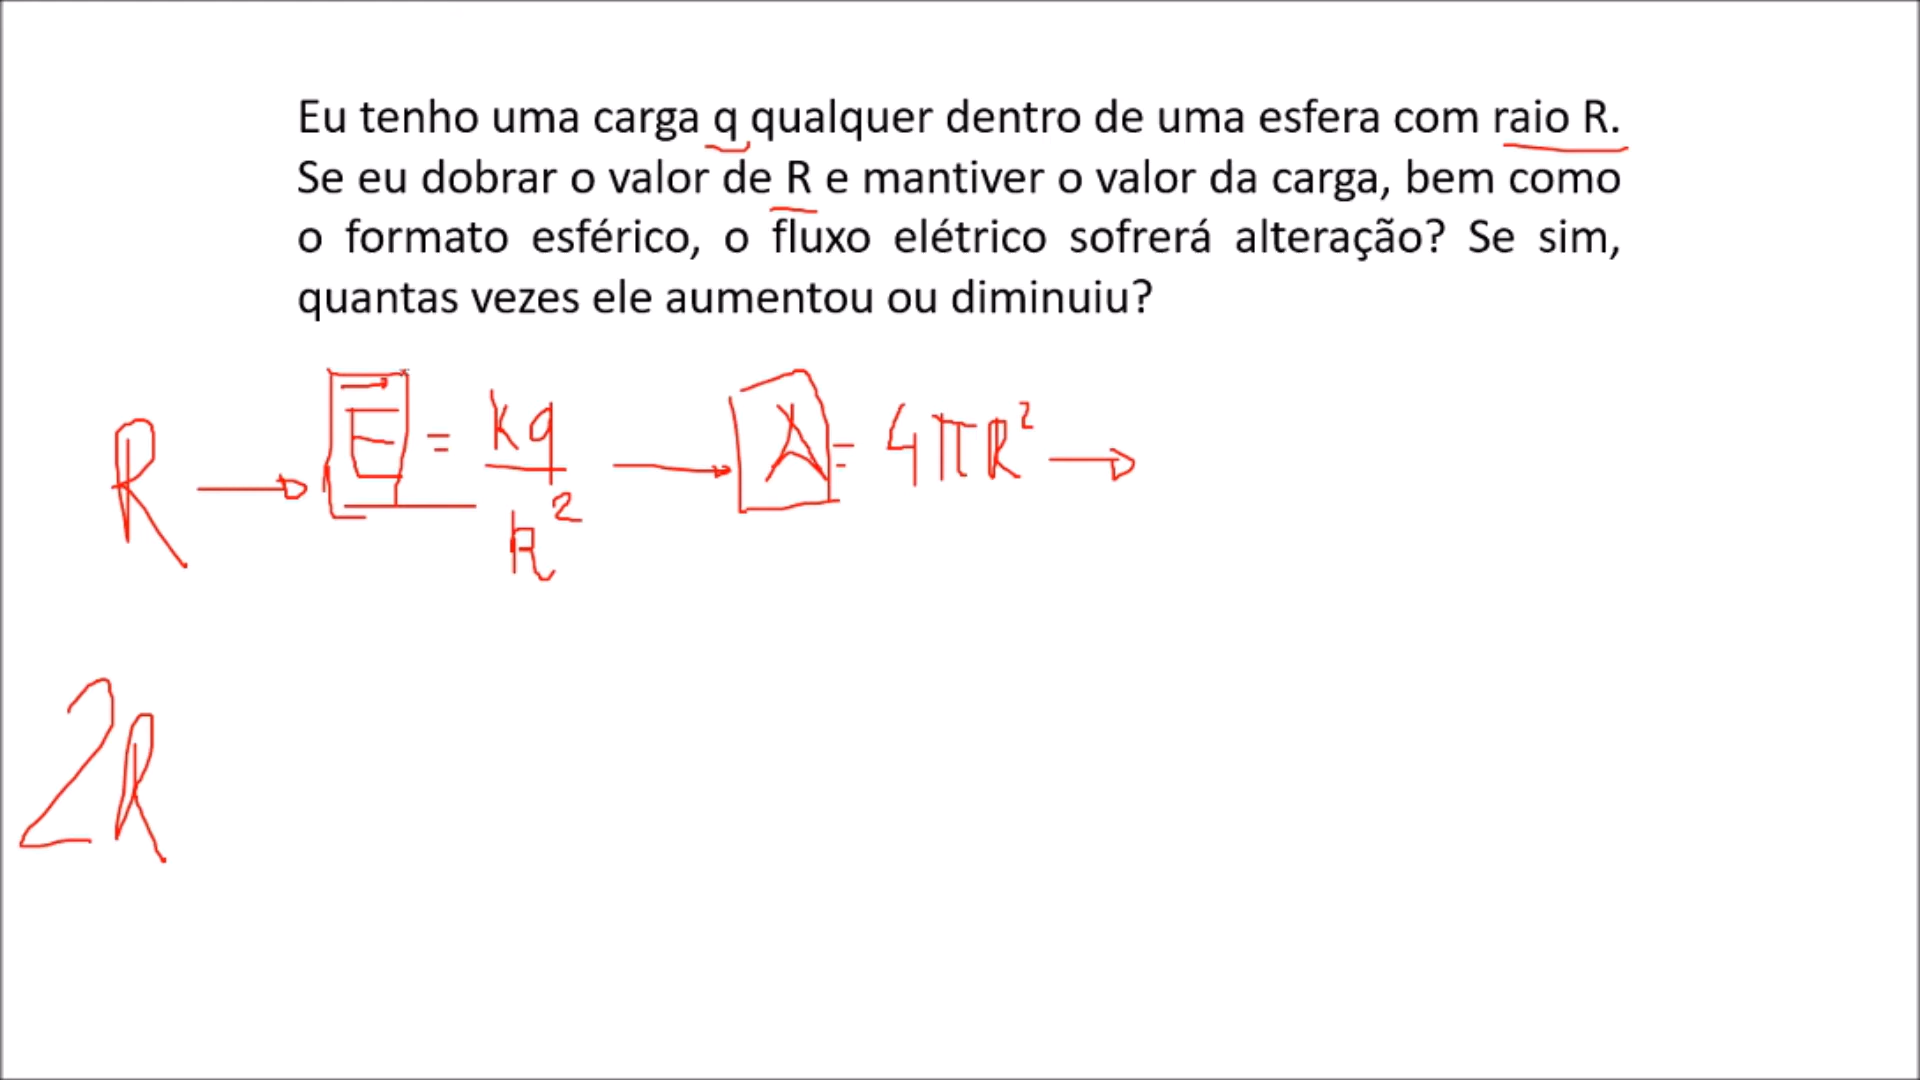 Eu tenho uma carga q qualquer dentro de uma esfera com raio R.
Se eu dobrar o valor de R e mantiver o valor da carga, bem como
o formato esférico, o fluxo elétrico sofrerá alteração? Se sim,
quantas vezes ele aumentou ou diminuiu?
R → E⃗ = kq/R² → A = 4πR² →
2R